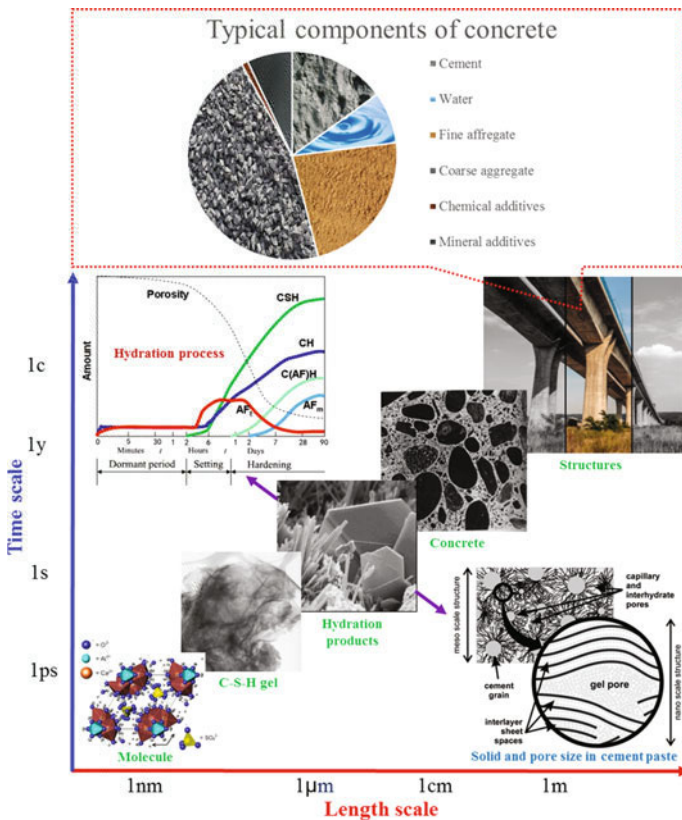 Typical components of concrete
Cement
Water
Fine affregate
Coarse aggregate
Chemical additives
Mineral additives
Time scale
1c
1y
1s
1ps
Amount
Porosity
CSH
Hydration process
CH
C(AF)H
AFt
AFm
0 5 10 30 1 2 6 1 2 7 28 90
Minutes t Hours t Days
Dormant period Setting Hardening
Structures
Concrete
Hydration
products
C-S-H gel
Molecule
meso scale structure
capillary
and
interhydrate
pores
cement
grain
gel pore
interlayer
sheet
spaces
nano scale structure
Solid and pore size in cement paste
1nm 1μm 1cm 1m
Length scale